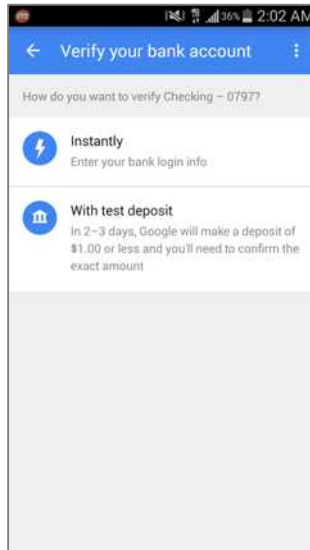 36% 2:02 AM
Verify your bank account
How do you want to verify Checking – 0797?
Instantly
Enter your bank login info
With test deposit
In 2–3 days, Google will make a deposit of
$1.00 or less and you'll need to confirm the
exact amount